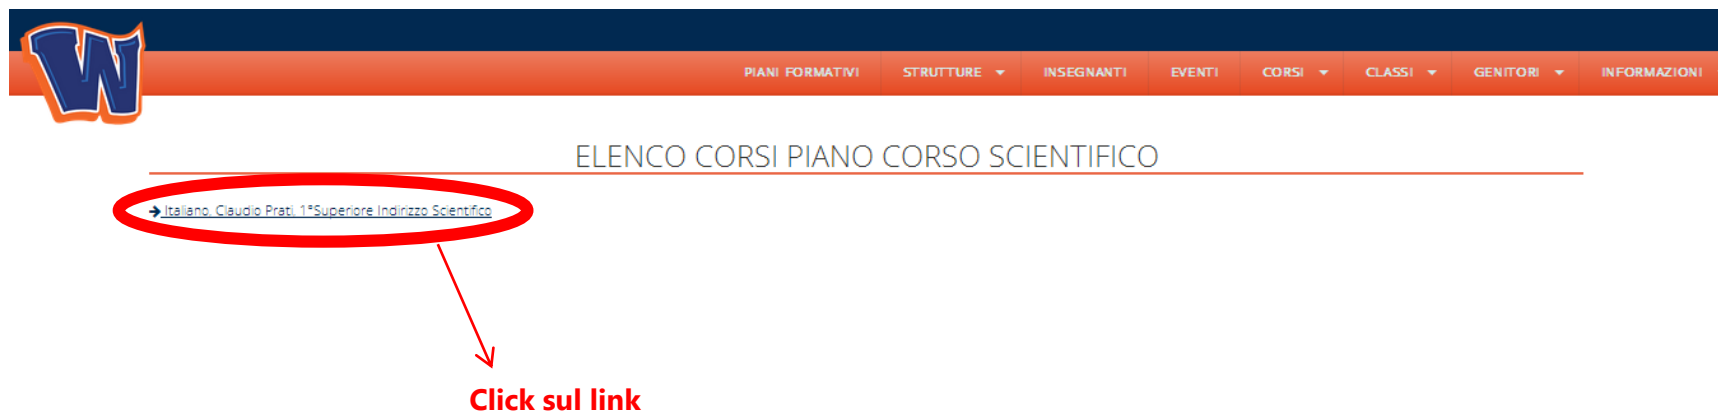 W
PIANI FORMATIVI STRUTTURE INSEGNANTI EVENTI CORSI CLASSI GENITORI INFORMAZIONI
ELENCO CORSI PIANO CORSO SCIENTIFICO
Italiano, Claudio Prati, 1°Superiore Indirizzo Scientifico
Click sul link